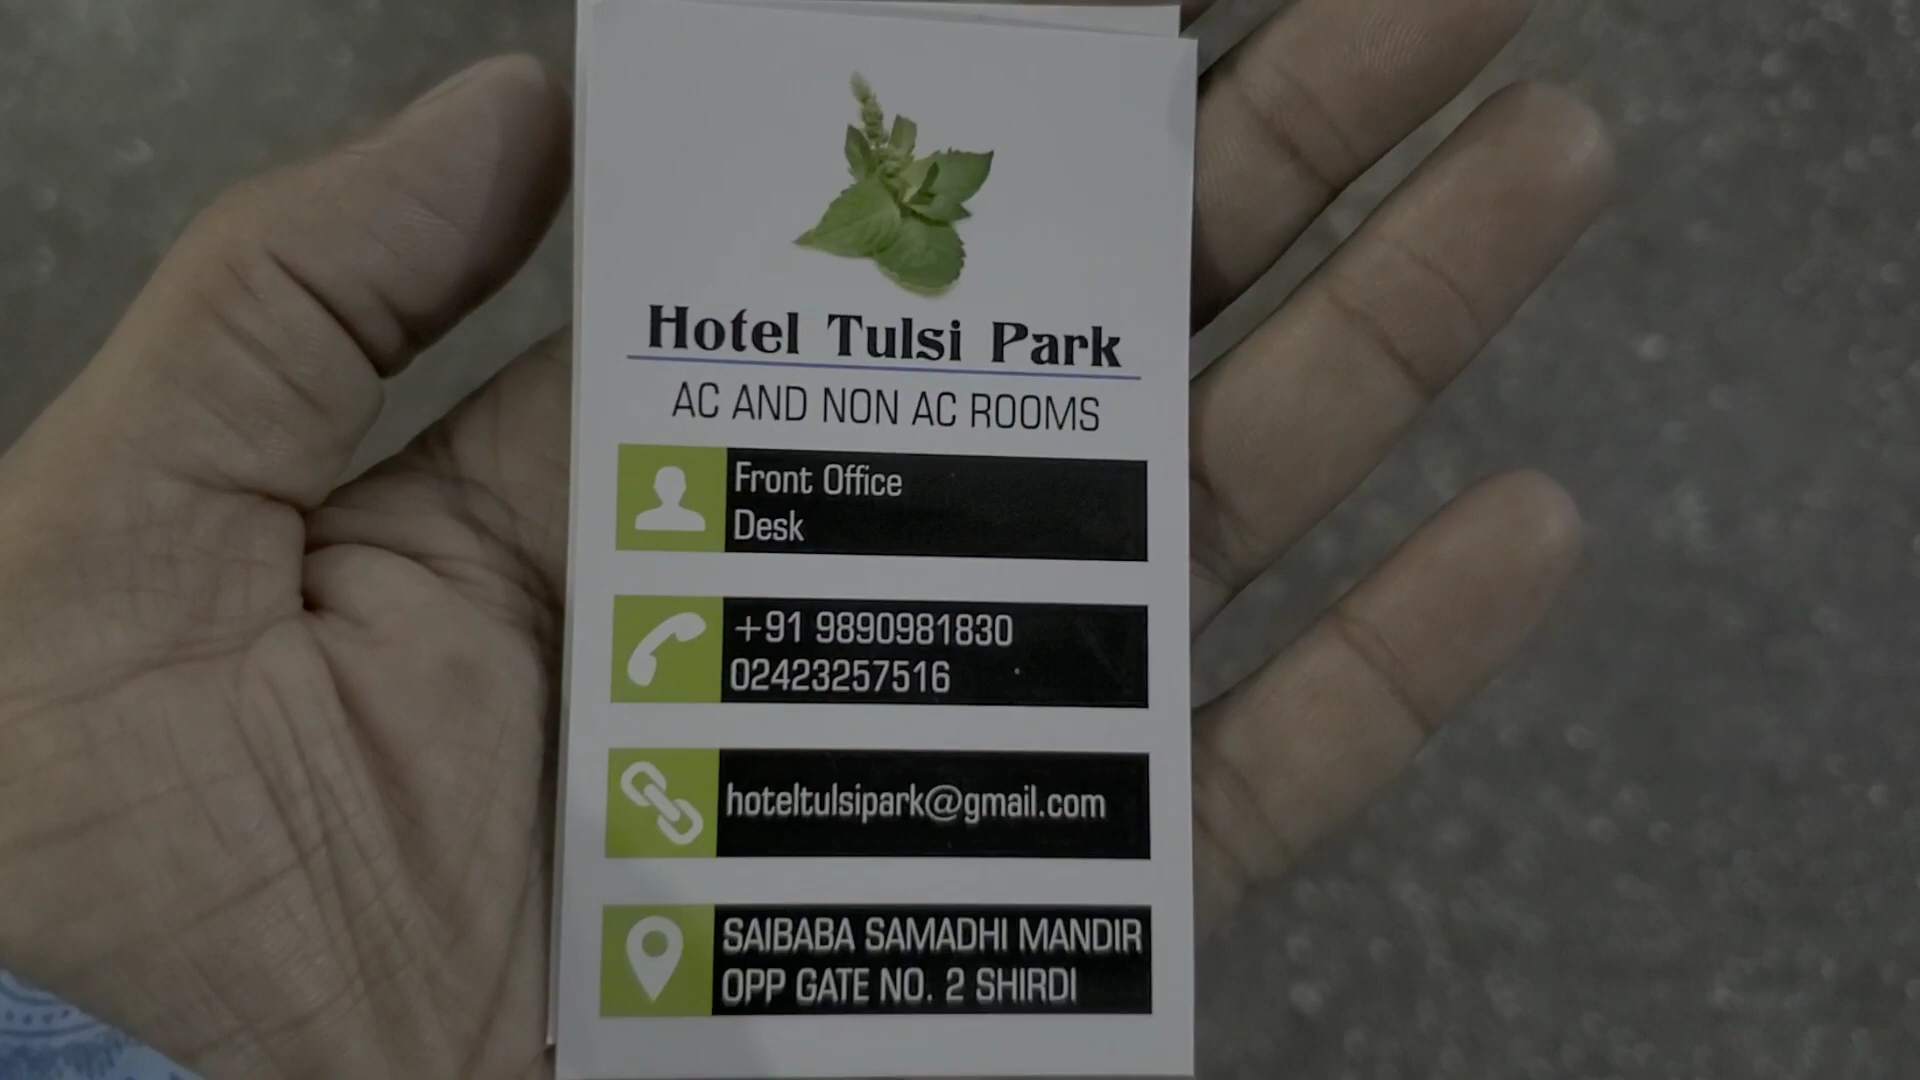 Hotel Tulsi Park
AC AND NON AC ROOMS
Front Office
Desk
+91 9890981830
02423257516
hoteltulsipark@gmail.com
SAIBABA SAMADHI MANDIR
OPP GATE NO. 2 SHIRDI